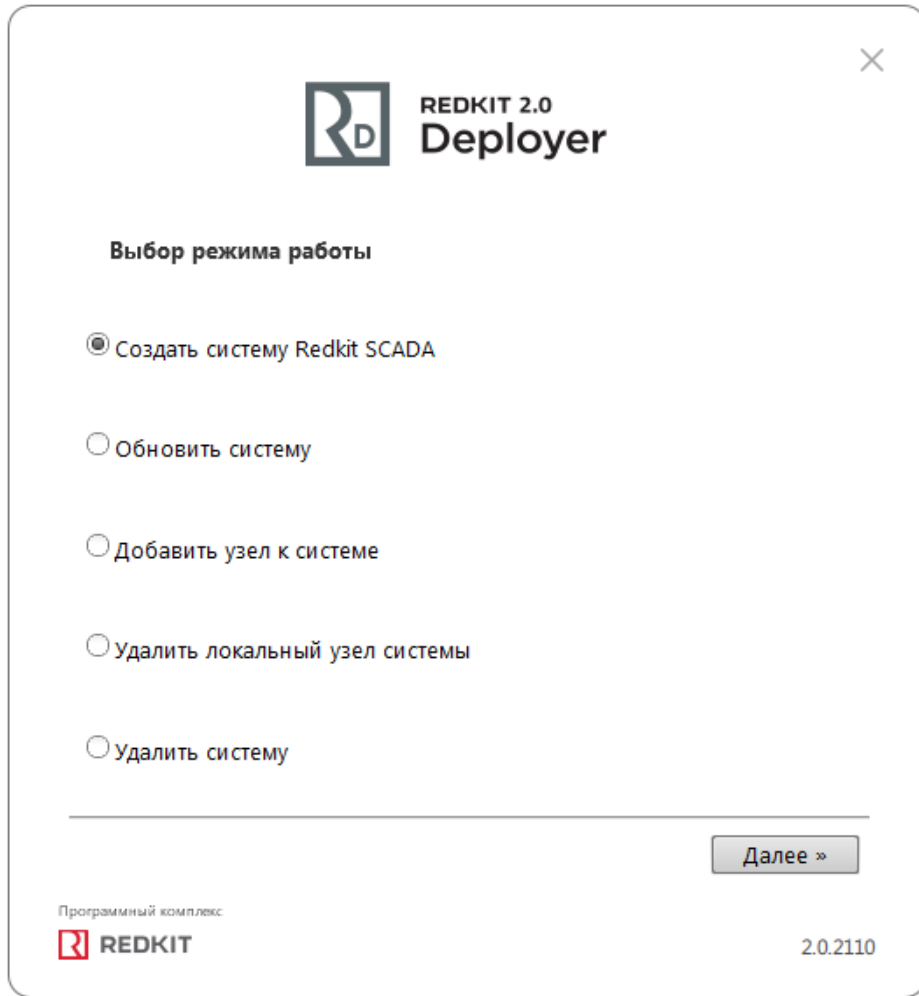 RD
REDKIT 2.0
Deployer
Выбор режима работы
Создать систему Redkit SCADA
Обновить систему
Добавить узел к системе
Удалить локальный узел системы
Удалить систему
Далее »
Программный комплекс
REDKIT
2.0.2110